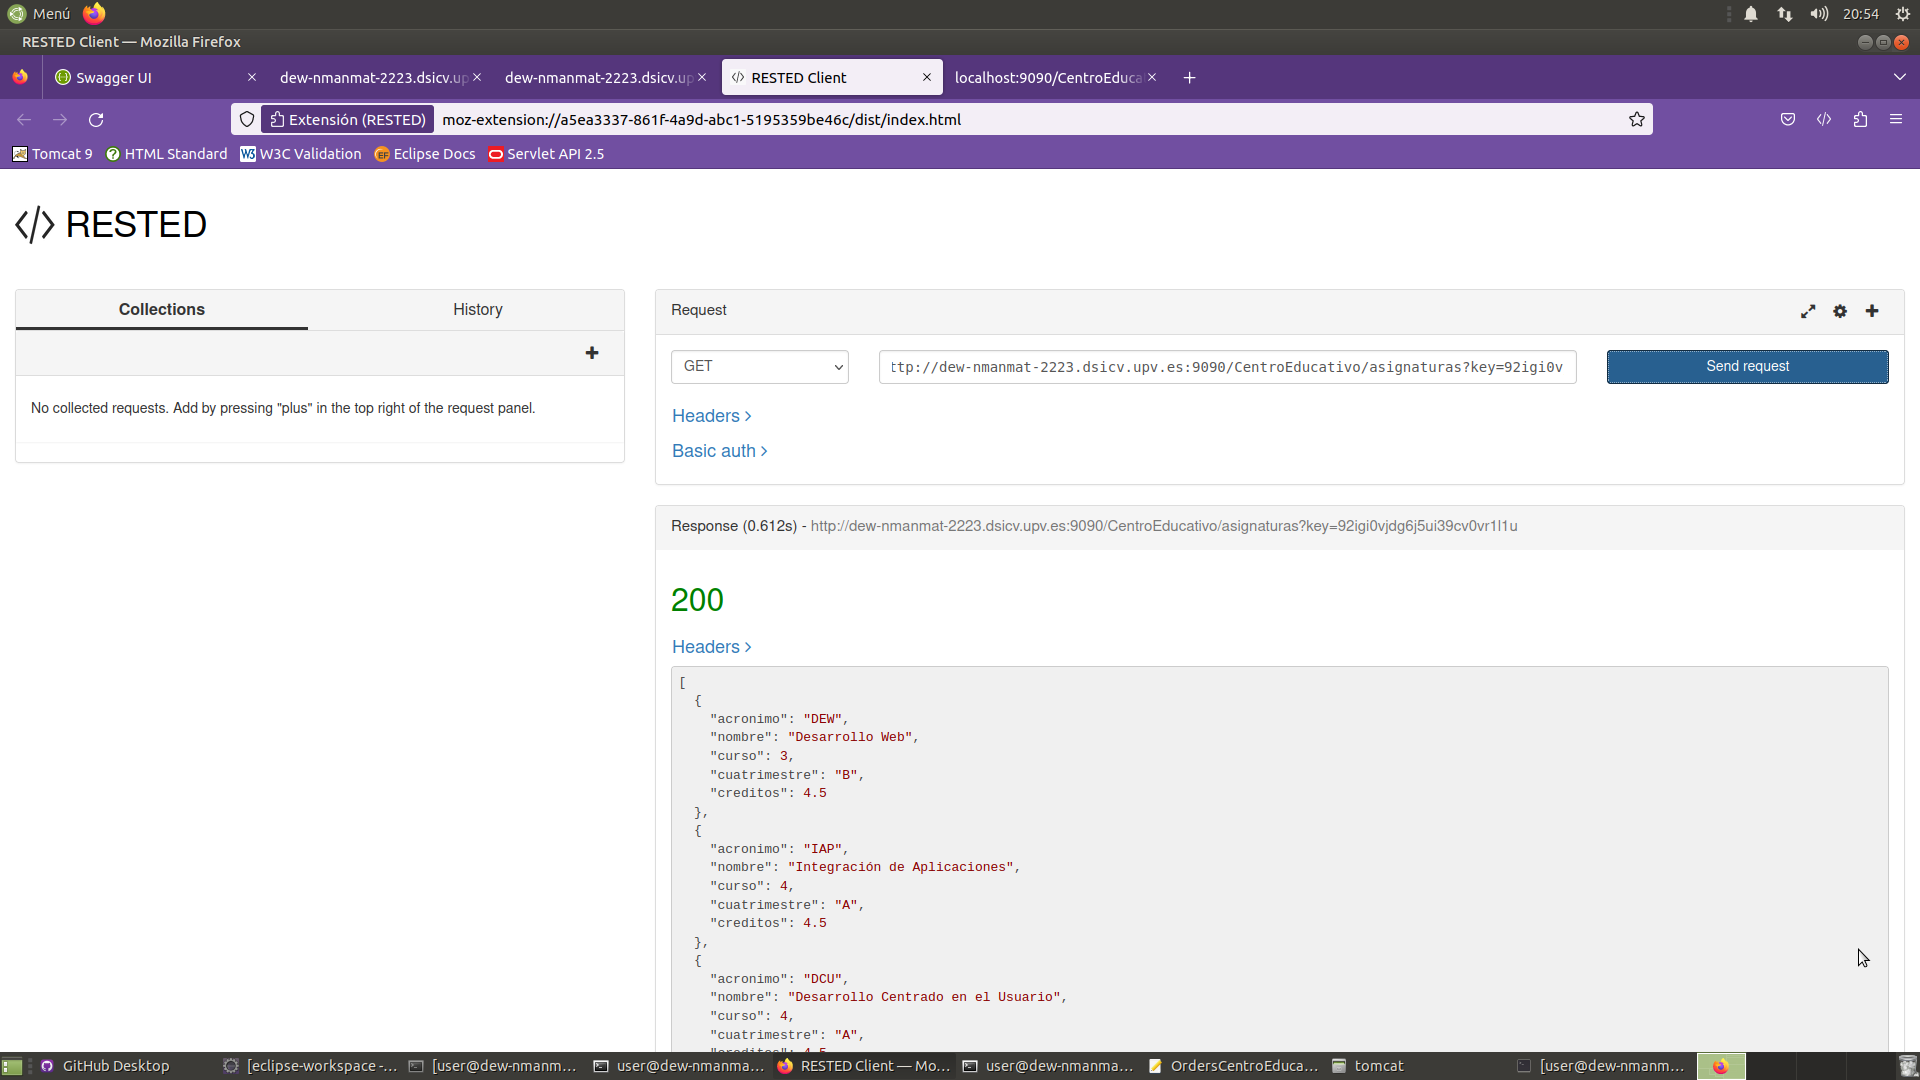 Menú
20:54
RESTED Client — Mozilla Firefox
Swagger UI
dew-nmanmat-2223.dsicv.up
dew-nmanmat-2223.dsicv.up
RESTED Client
localhost:9090/CentroEduca
Extensión (RESTED)
moz-extension://a5ea3337-861f-4a9d-abc1-5195359be46c/dist/index.html
Tomcat 9
HTML Standard
W3C Validation
Eclipse Docs
Servlet API 2.5
</> RESTED
Collections
History
No collected requests. Add by pressing "plus" in the top right of the request panel.
Request
GET
ttp://dew-nmanmat-2223.dsicv.upv.es:9090/CentroEducativo/asignaturas?key=92igi0v
Send request
Headers
Basic auth
Response (0.612s) - http://dew-nmanmat-2223.dsicv.upv.es:9090/CentroEducativo/asignaturas?key=92igi0vjdg6j5ui39cv0vr1l1u
200
Headers
[
{
"acronimo": "DEW",
"nombre": "Desarrollo Web",
"curso": 3,
"cuatrimestre": "B",
"creditos": 4.5
},
{
"acronimo": "IAP",
"nombre": "Integración de Aplicaciones",
"curso": 4,
"cuatrimestre": "A",
"creditos": 4.5
},
{
"acronimo": "DCU",
"nombre": "Desarrollo Centrado en el Usuario",
"curso": 4,
"cuatrimestre": "A",
"creditos": 4.5
GitHub Desktop
[eclipse-workspace -...
[user@dew-nmanm...
user@dew-nmanma...
RESTED Client — Mo...
user@dew-nmanma...
OrdersCentroEduca...
tomcat
[user@dew-nmanm...